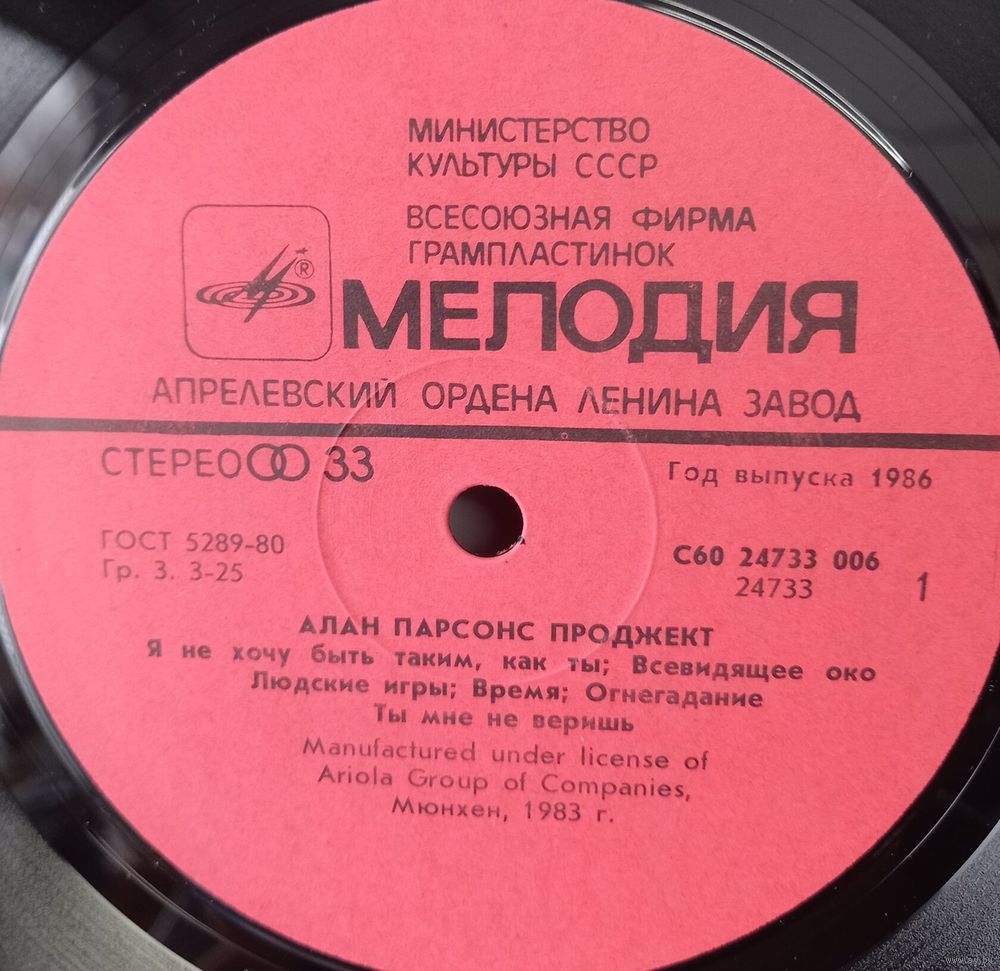 МИНИСТЕРСТВО
КУЛЬТУРЫ СССР
ВСЕСОЮЗНАЯ ФИРМА
ГРАМПЛАСТИНОК
®
МЕЛОДИЯ
АПРЕЛЕВСКИЙ ОРДЕНА ЛЕНИНА ЗАВОД
СТЕРЕО 33
Год выпуска 1986
ГОСТ 5289-80
Гр. 3. 3-25
С60 24733 006
24733
1
АЛАН ПАРСОНС ПРОДЖЕКТ
Я не хочу быть таким, как ты; Всевидящее око
Людские игры; Время; Огнегадание
Ты мне не веришь
Manufactured under license of
Ariola Group of Companies,
Мюнхен, 1983 г.